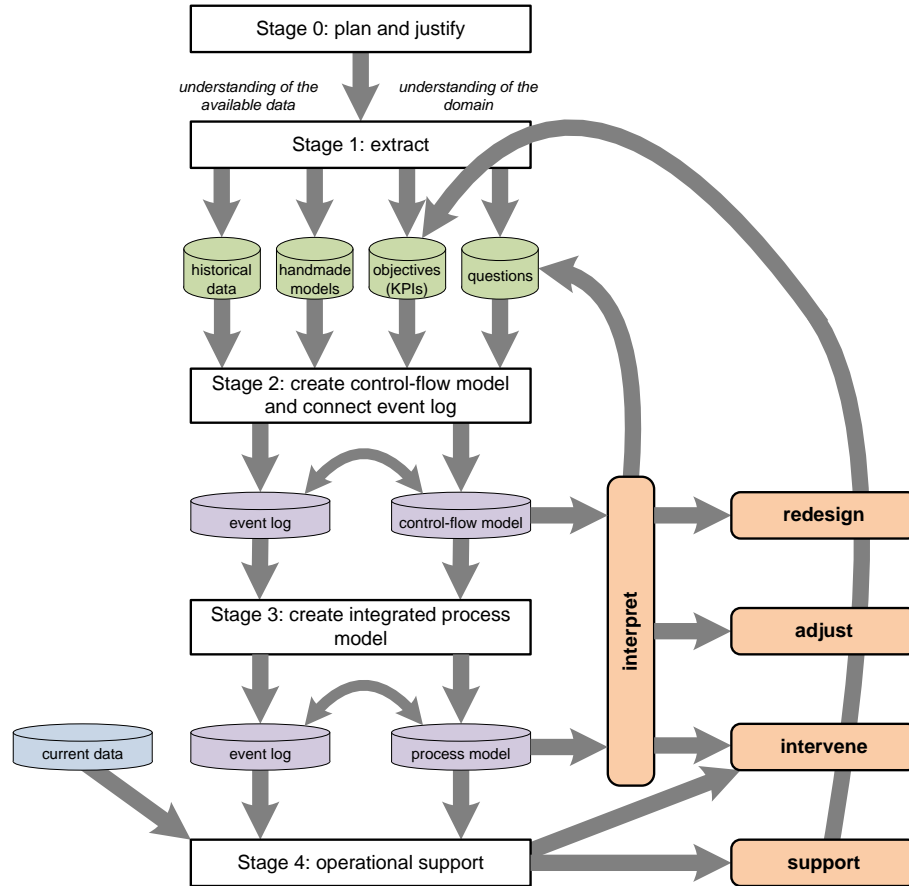 Stage 0: plan and justify
understanding of the
available data
understanding of the
domain
Stage 1: extract
historical
data
handmade
models
objectives
(KPIs)
questions
Stage 2: create control-flow model
and connect event log
event log
control-flow model
interpret
redesign
Stage 3: create integrated process
model
adjust
current data
event log
process model
intervene
Stage 4: operational support
support